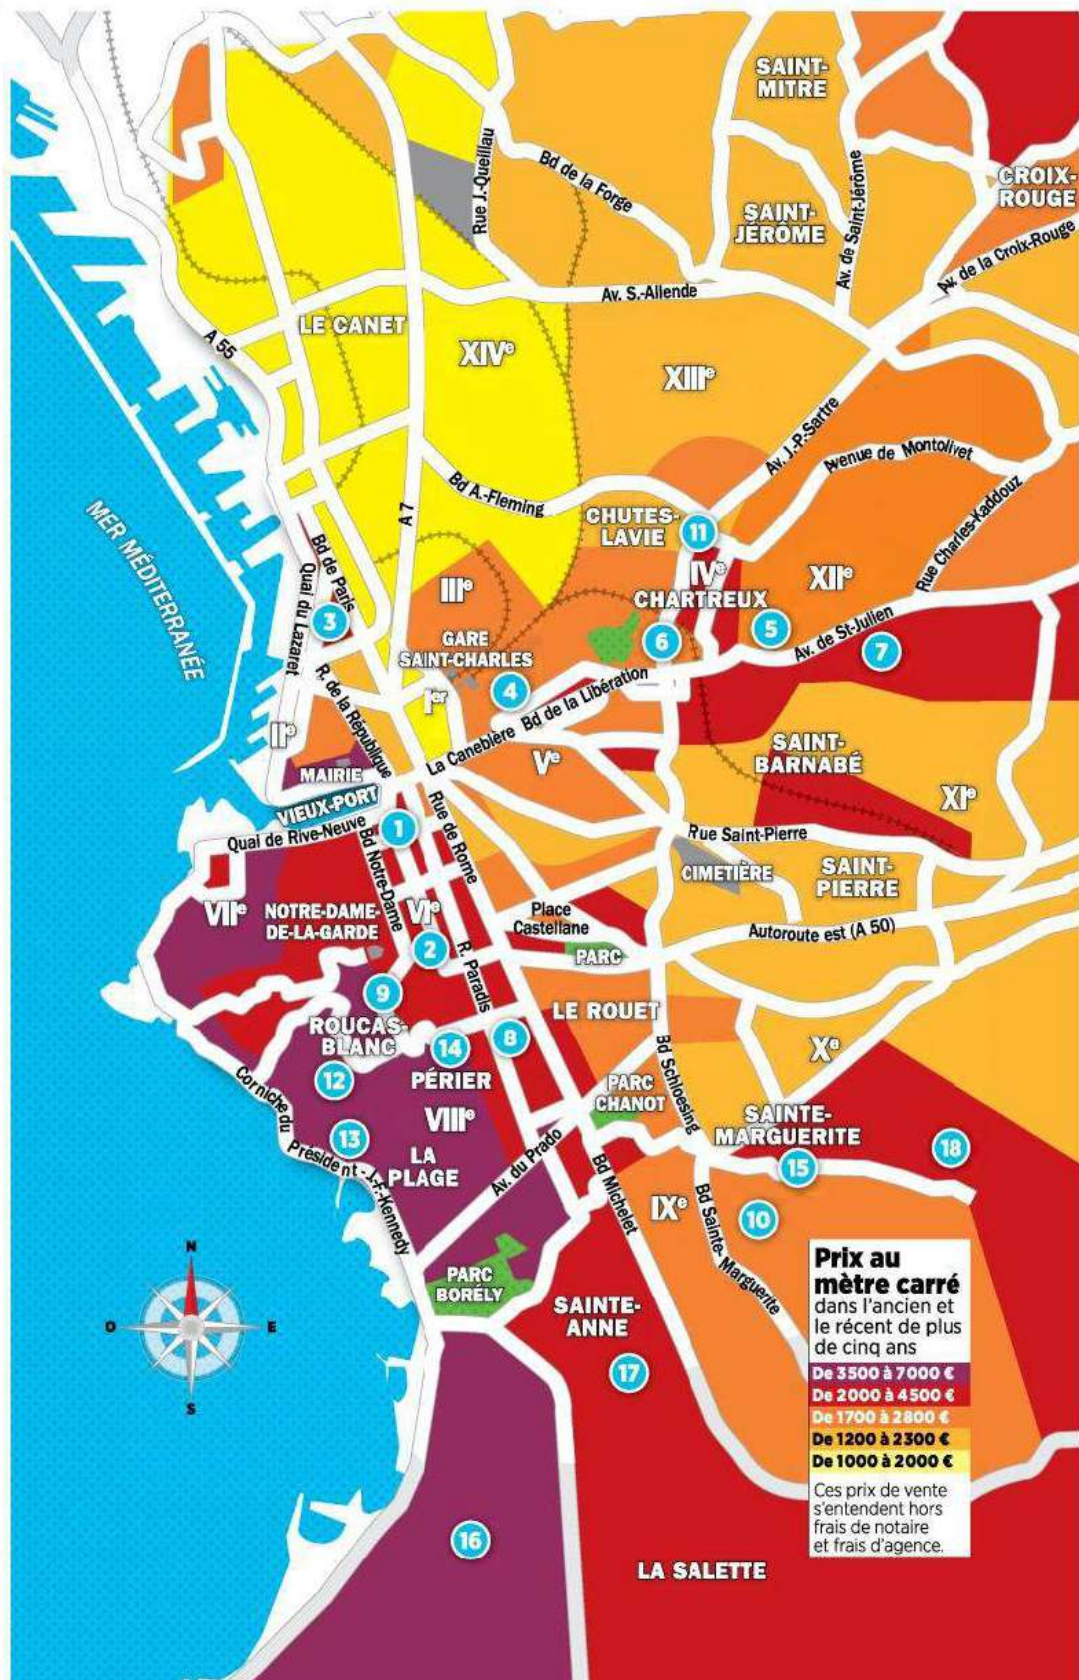 SAINT-
MITRE
CROIX-
ROUGE
Rue J.-Queillau
Bd de la Forge
SAINT-
JÉRÔME
Av. de Saint-Jérôme
Av. de la Croix-Rouge
Av. S.-Allende
A 55
LE CANET
XIVe
XIIIe
Av. J.-P.-Sartre
Avenue de Montolivet
Bd A.-Fleming
A 7
CHUTES-
LAVIE
11
Rue Charles-Kaddouz
MER MÉDITERRANÉE
Bd de Paris
Quai du Lazaret
IIIe
IVe
XIIe
CHARTREUX
3
GARE
SAINT-CHARLES
6
5
Av. de St-Julien
7
4
R. de la République
Ier
Bd de la Libération
La Canebière
IIe
Ve
SAINT-
BARNABÉ
MAIRIE
XIe
VIEUX-PORT
Quai de Rive-Neuve
1
Rue de Rome
Rue Saint-Pierre
Bd Notre-Dame
CIMETIÈRE
SAINT-
PIERRE
VIIe
NOTRE-DAME-
DE-LA-GARDE
VIe
Place
Castellane
Autoroute est (A 50)
2
R. Paradis
PARC
9
LE ROUET
ROUCAS-
BLANC
14
8
Xe
Bd Schloesing
PÉRIER
12
Corniche du
Président-J.-F.-Kennedy
PARC
CHANOT
VIIIe
SAINTE-
MARGUERITE
13
LA
PLAGE
18
15
Av. du Prado
Bd Michelet
IXe
10
Bd Sainte-Marguerite
N
O
E
S
PARC
BORÉLY
SAINTE-
ANNE
17
Prix au
mètre carré
dans l'ancien et
le récent de plus
de cinq ans
De 3500 à 7000 €
De 2000 à 4500 €
De 1700 à 2800 €
De 1200 à 2300 €
De 1000 à 2000 €
Ces prix de vente
s'entendent hors
frais de notaire
et frais d'agence.
16
LA SALETTE